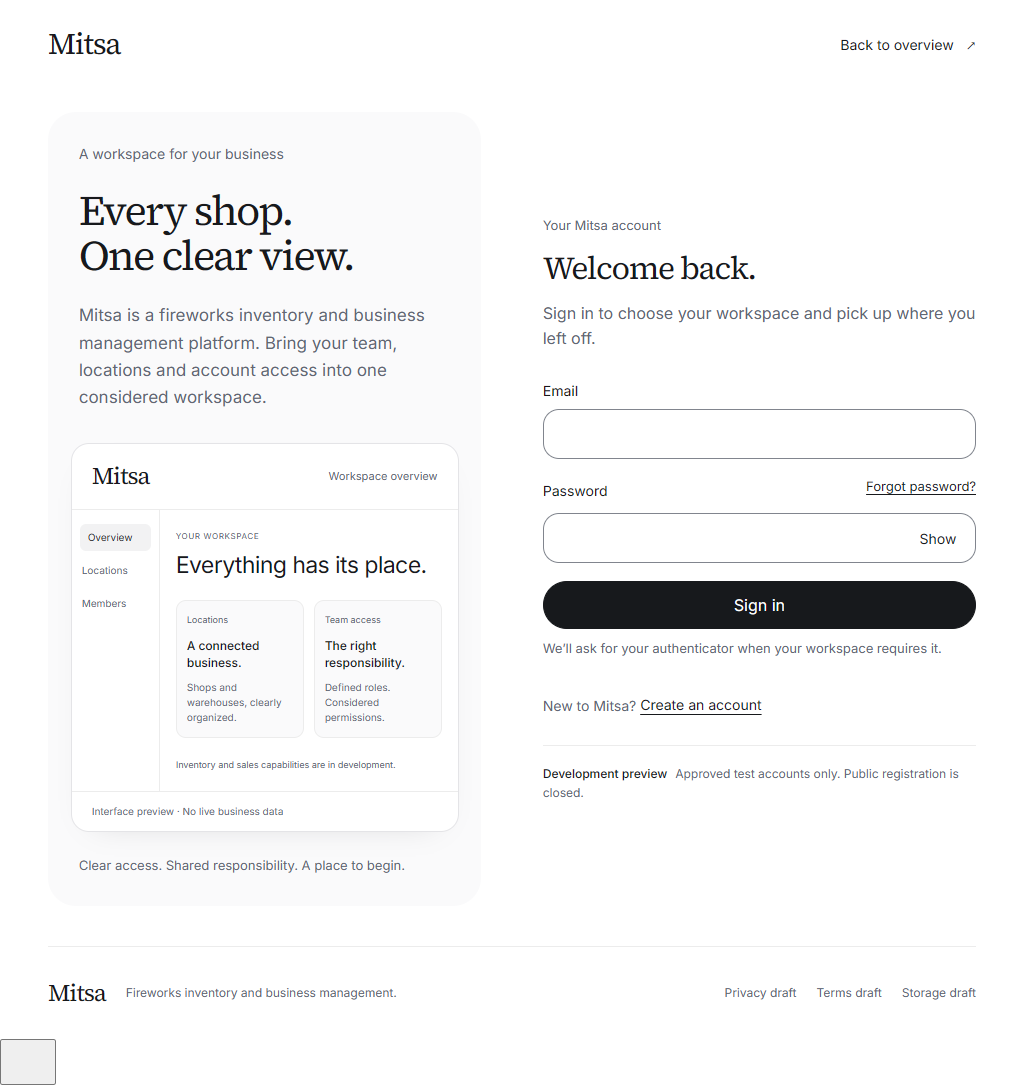 Mitsa
Back to overview ↗
A workspace for your business
Every shop.
One clear view.
Mitsa is a fireworks inventory and business
management platform. Bring your team,
locations and account access into one
considered workspace.
Mitsa
Workspace overview
Overview
Locations
Members
YOUR WORKSPACE
Everything has its place.
Locations
A connected
business.
Shops and
warehouses, clearly
organized.
Team access
The right
responsibility.
Defined roles.
Considered
permissions.
Inventory and sales capabilities are in development.
Interface preview · No live business data
Clear access. Shared responsibility. A place to begin.
Your Mitsa account
Welcome back.
Sign in to choose your workspace and pick up where you
left off.
Email
Password
Forgot password?
Show
Sign in
We’ll ask for your authenticator when your workspace requires it.
New to Mitsa? Create an account
Development preview Approved test accounts only. Public registration is
closed.
Mitsa
Fireworks inventory and business management.
Privacy draft
Terms draft
Storage draft